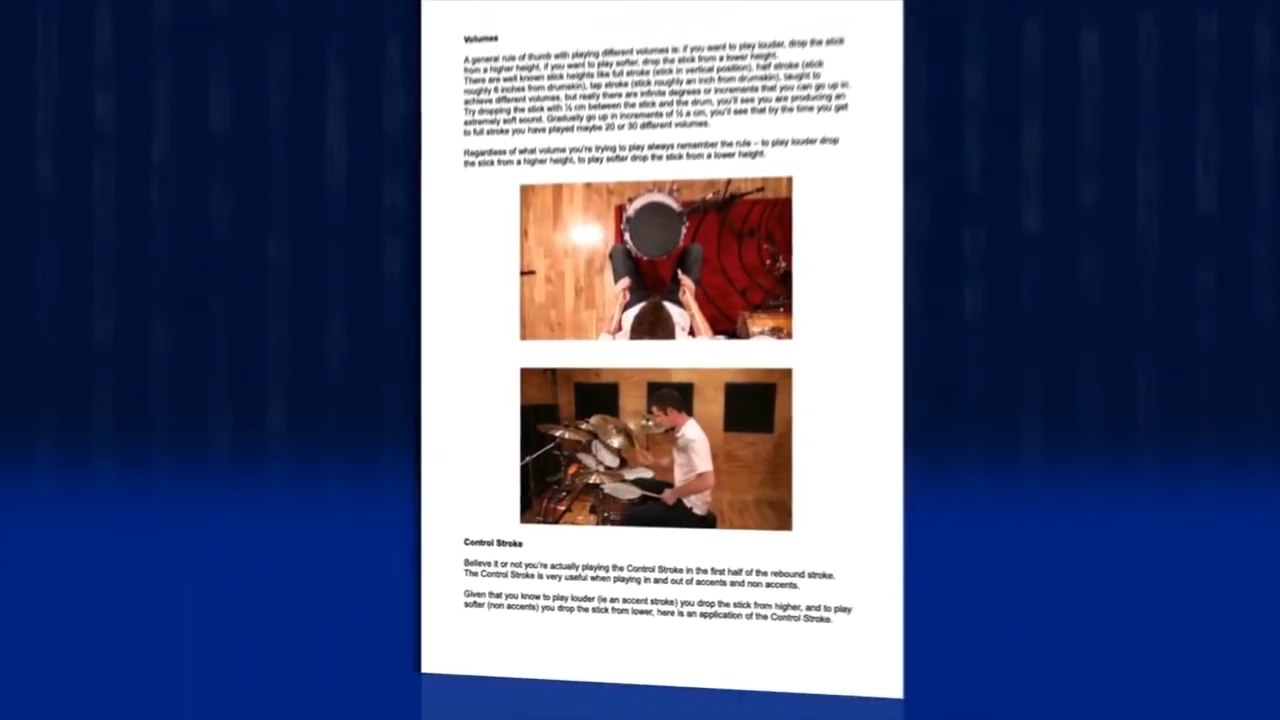 Volumes
A general rule of thumb with playing different volumes is: if you want to play louder, drop the stick
from a higher height, if you want to play softer, drop the stick from a lower height.
There are well known stick heights like full stroke (stick in vertical position), half stroke (stick
roughly 6 inches from drumskin), tap stroke (stick roughly an inch from drumskin), taught to
achieve different volumes, but really there are infinite degrees or increments that you can go up in.
Try dropping the stick with ½ cm between the stick and the drum, you'll see you are producing an
extremely soft sound. Gradually go up in increments of ½ a cm, you'll see that by the time you get
to full stroke you have played maybe 20 or 30 different volumes.
Regardless of what volume you're trying to play always remember the rule – to play louder drop
the stick from a higher height, to play softer drop the stick from a lower height.
Control Stroke
Believe it or not you're actually playing the Control Stroke in the first half of the rebound stroke.
The Control Stroke is very useful when playing in and out of accents and non accents.
Given that you know to play louder (ie an accent stroke) you drop the stick from higher, and to play
softer (non accents) you drop the stick from lower, here is an application of the Control Stroke.